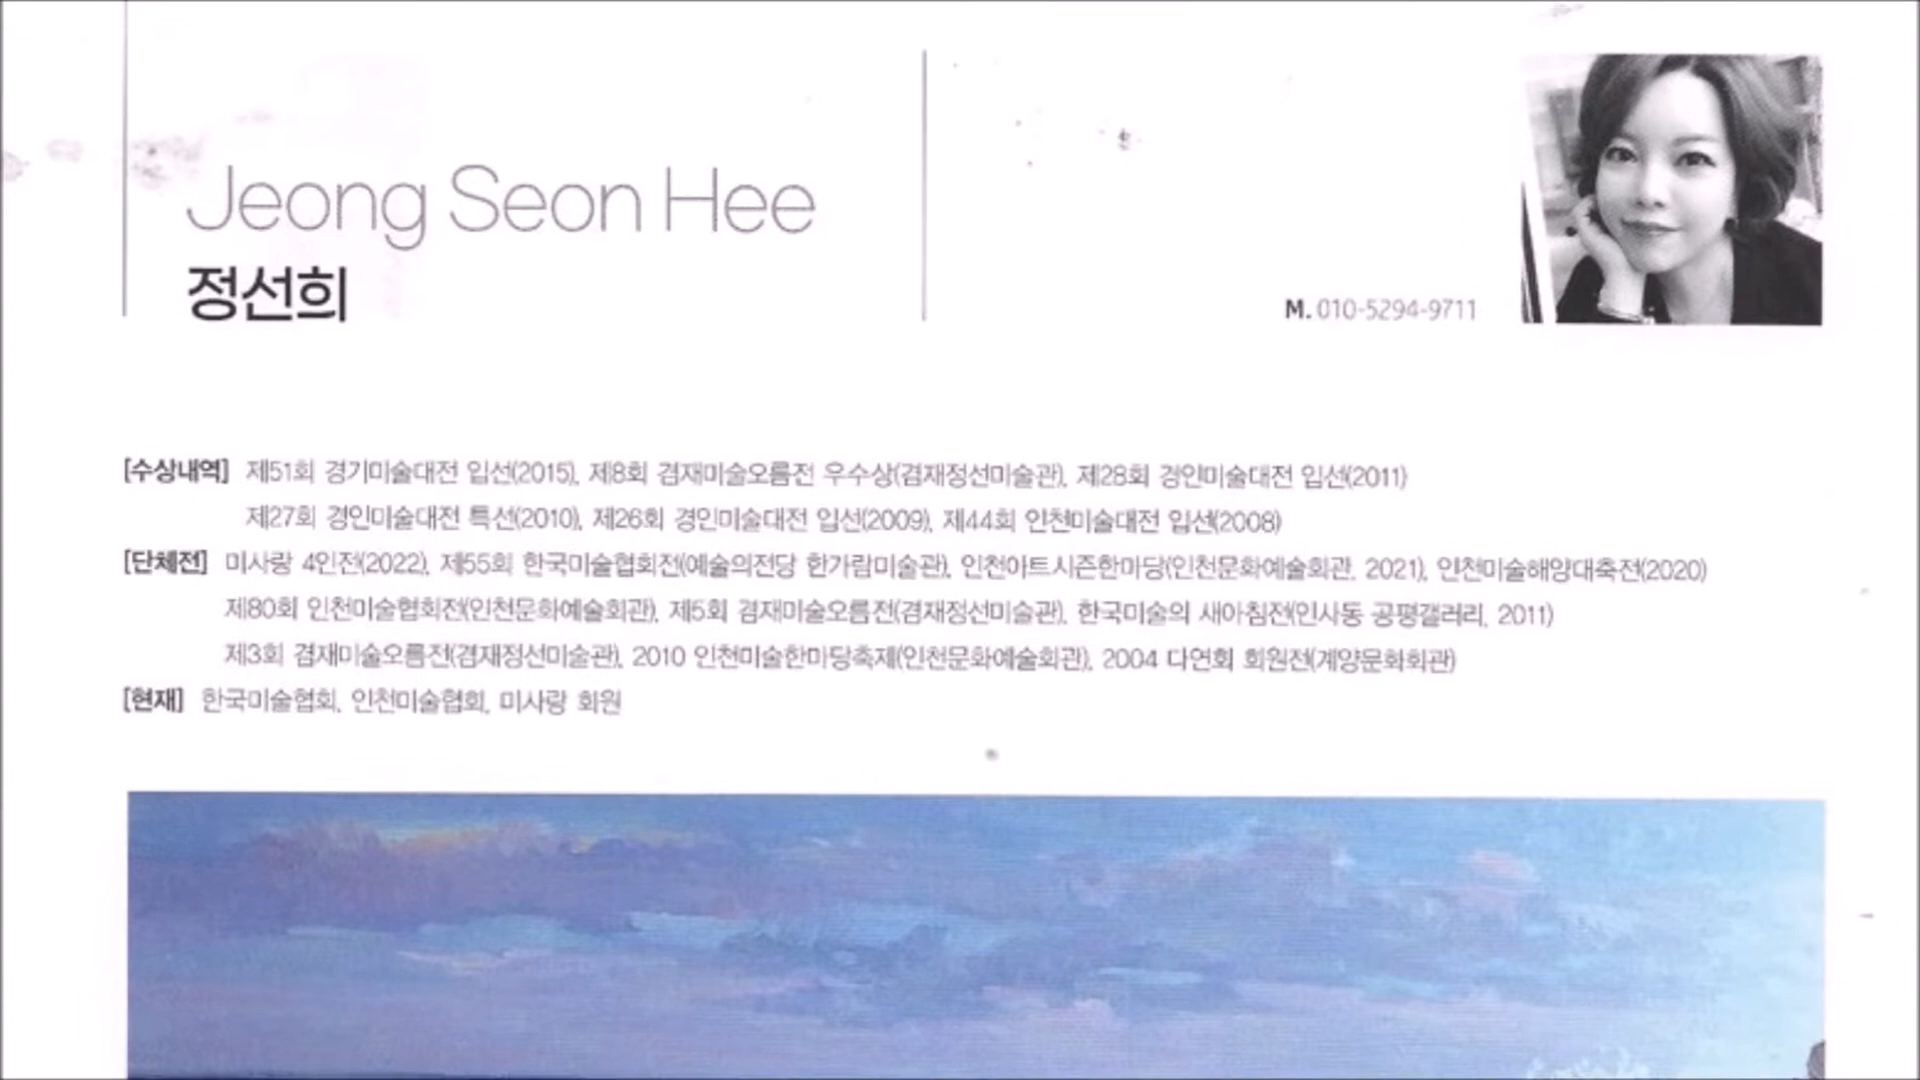 Jeong Seon Hee
정선희
M. 010-5294-9711
[수상내역] 제51회 경기미술대전 입선(2015), 제8회 겸재미술오름전 우수상(겸재정선미술관), 제28회 경인미술대전 입선(2011)
제27회 경인미술대전 특선(2010), 제26회 경인미술대전 입선(2009), 제44회 인천미술대전 입선(2008)
[단체전] 미사랑 4인전(2022), 제55회 한국미술협회전(예술의전당 한가람미술관), 인천아트시즌한마당(인천문화예술회관, 2021), 인천미술해양대축전(2020)
제80회 인천미술협회전(인천문화예술회관), 제5회 겸재미술오름전(겸재정선미술관), 한국미술의 새아침전(인사동 공평갤러리, 2011)
제3회 겸재미술오름전(겸재정선미술관), 2010 인천미술한마당축제(인천문화예술회관), 2004 다연회 회원전(계양문화회관)
[현재] 한국미술협회, 인천미술협회, 미사랑 회원